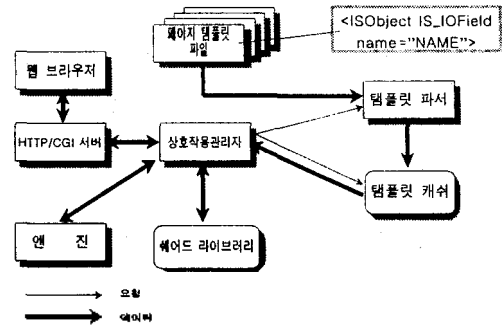 <ISObject IS_IOField
name="NAME">
페이지 템플릿
파일
웹 브라우저
탬플릿 파서
HTTP/CGI 서버
상호작용관리자
탬플릿 캐쉬
엔 진
쉐어드 라이브러리
요청
데이터